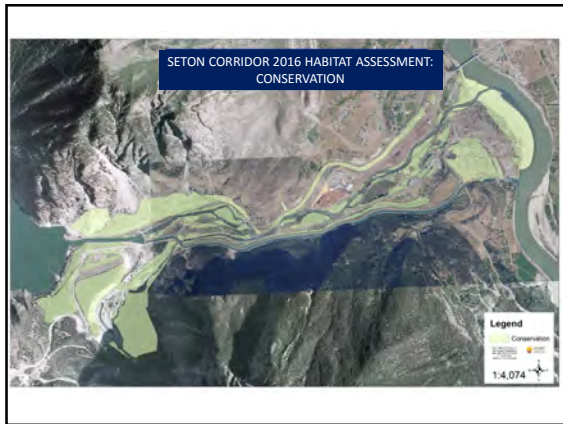 SETON CORRIDOR 2016 HABITAT ASSESSMENT:
CONSERVATION
Legend
Conservation
1:4,074